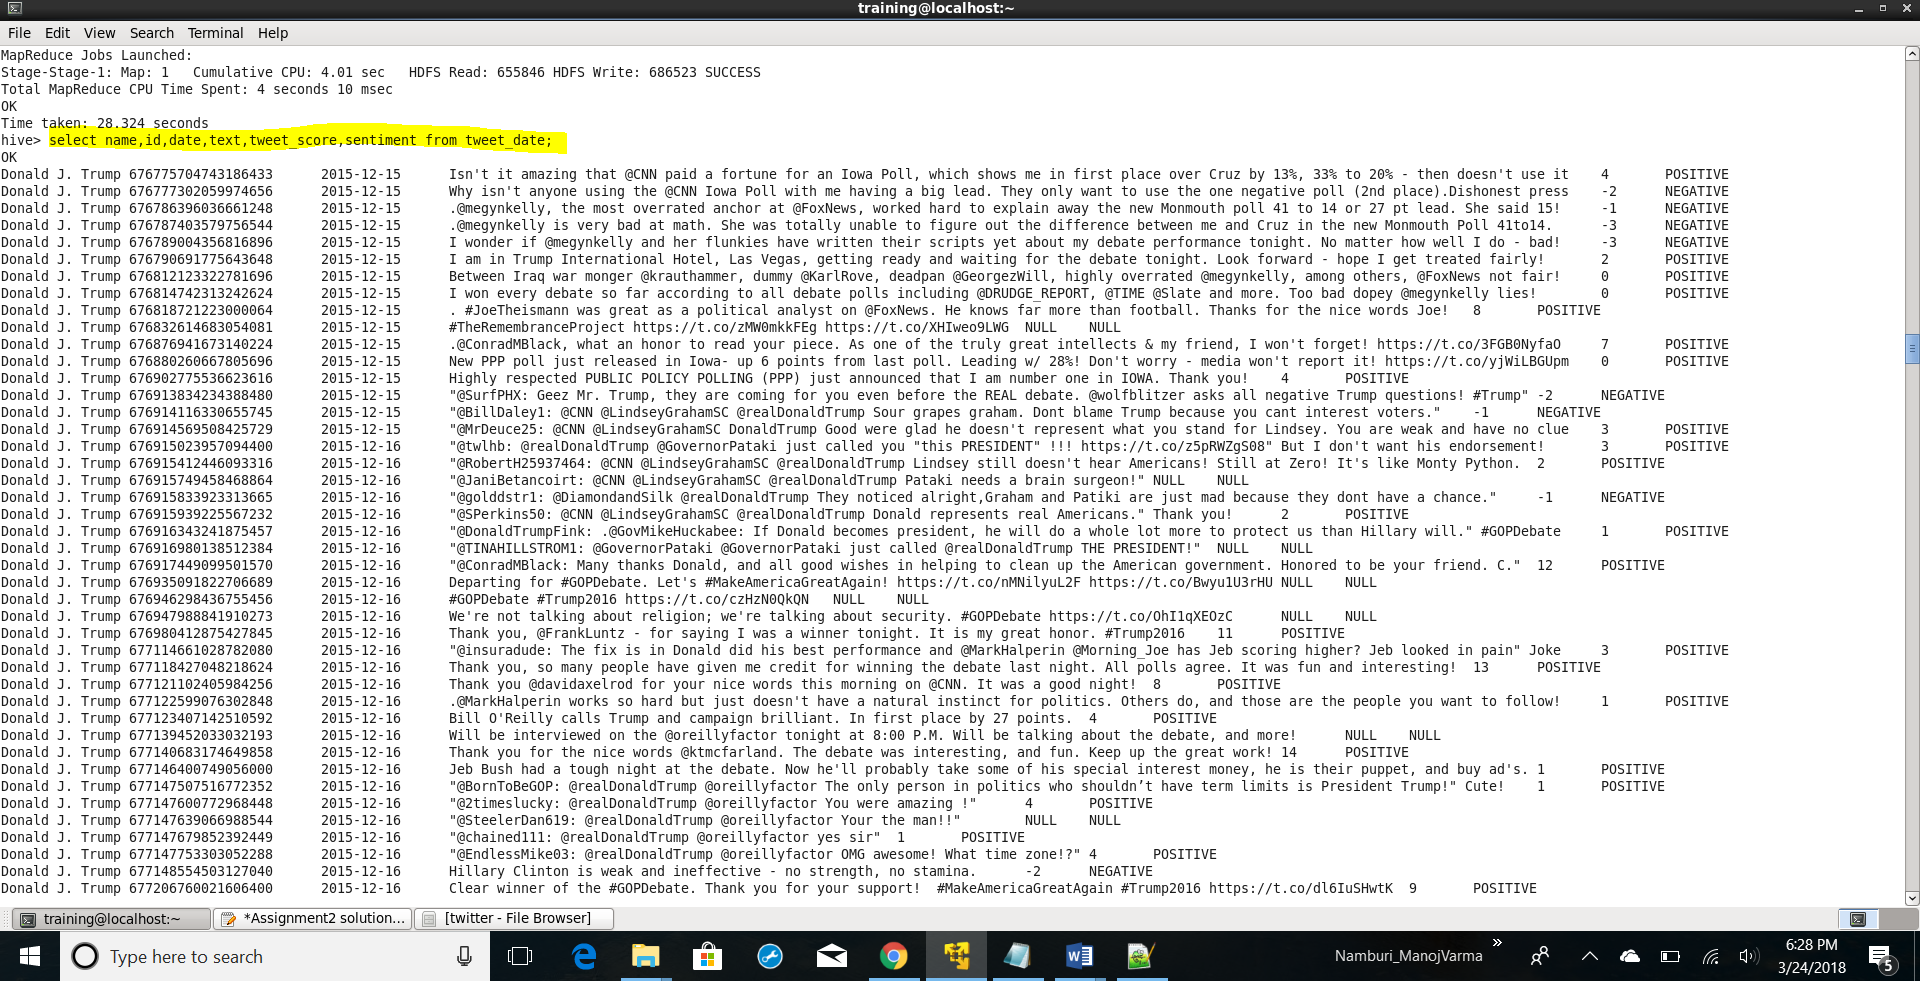 training@localhost:~
File Edit View Search Terminal Help
MapReduce Jobs Launched:
Stage-Stage-1: Map: 1   Cumulative CPU: 4.01 sec   HDFS Read: 655846 HDFS Write: 686523 SUCCESS
Total MapReduce CPU Time Spent: 4 seconds 10 msec
OK
Time taken: 28.324 seconds
hive> select name,id,date,text,tweet_score,sentiment from tweet_date;
OK
Donald J. Trump 676775704743186433 2015-12-15 Isn't it amazing that @CNN paid a fortune for an Iowa Poll, which shows me in first place over Cruz by 13%, 33% to 20% - then doesn't use it 4 POSITIVE
Donald J. Trump 676777302059974656 2015-12-15 Why isn't anyone using the @CNN Iowa Poll with me having a big lead. They only want to use the one negative poll (2nd place).Dishonest press -2 NEGATIVE
Donald J. Trump 676786396036661248 2015-12-15 .@megynkelly, the most overrated anchor at @FoxNews, worked hard to explain away the new Monmouth poll 41 to 14 or 27 pt lead. She said 15! -1 NEGATIVE
Donald J. Trump 676787403579756544 2015-12-15 .@megynkelly is very bad at math. She was totally unable to figure out the difference between me and Cruz in the new Monmouth Poll 41to14. -3 NEGATIVE
Donald J. Trump 676789004356816896 2015-12-15 I wonder if @megynkelly and her flunkies have written their scripts yet about my debate performance tonight. No matter how well I do - bad! -3 NEGATIVE
Donald J. Trump 676790691775643648 2015-12-15 I am in Trump International Hotel, Las Vegas, getting ready and waiting for the debate tonight. Look forward - hope I get treated fairly! 2 POSITIVE
Donald J. Trump 676812123322781696 2015-12-15 Between Iraq war monger @krauthammer, dummy @KarlRove, deadpan @GeorgezWill, highly overrated @megynkelly, among others, @FoxNews not fair! 0 POSITIVE
Donald J. Trump 676814742313242624 2015-12-15 I won every debate so far according to all debate polls including @DRUDGE_REPORT, @TIME @Slate and more. Too bad dopey @megynkelly lies! 0 POSITIVE
Donald J. Trump 676818721223000064 2015-12-15 . #JoeTheismann was great as a political analyst on @FoxNews. He knows far more than football. Thanks for the nice words Joe! 8 POSITIVE
Donald J. Trump 676832614683054081 2015-12-15 #TheRemembranceProject https://t.co/zMW0mkkFEg https://t.co/XHIweo9LWG NULL NULL
Donald J. Trump 676876941673140224 2015-12-15 .@ConradMBlack, what an honor to read your piece. As one of the truly great intellects & my friend, I won't forget! https://t.co/3FGB0NyfaO 7 POSITIVE
Donald J. Trump 676880260667805696 2015-12-15 New PPP poll just released in Iowa- up 6 points from last poll. Leading w/ 28%! Don't worry - media won't report it! https://t.co/yjWiLBGUpm 0 POSITIVE
Donald J. Trump 676902775536623616 2015-12-15 Highly respected PUBLIC POLICY POLLING (PPP) just announced that I am number one in IOWA. Thank you! 4 POSITIVE
Donald J. Trump 676913834234388480 2015-12-15 "@SurfPHX: Geez Mr. Trump, they are coming for you even before the REAL debate. @wolfblitzer asks all negative Trump questions! #Trump" -2 NEGATIVE
Donald J. Trump 676914116330655745 2015-12-15 "@BillDaley1: @CNN @LindseyGrahamSC @realDonaldTrump Sour grapes graham. Dont blame Trump because you cant interest voters." -1 NEGATIVE
Donald J. Trump 676914569508425729 2015-12-15 "@MrDeuce25: @CNN @LindseyGrahamSC DonaldTrump Good were glad he doesn't represent what you stand for Lindsey. You are weak and have no clue 3 POSITIVE
Donald J. Trump 676915023957094400 2015-12-16 "@twlhb: @realDonaldTrump @GovernorPataki just called you "this PRESIDENT" !!! https://t.co/z5pRWZgS08" But I don't want his endorsement! 3 POSITIVE
Donald J. Trump 676915412446093316 2015-12-16 "@RobertH25937464: @CNN @LindseyGrahamSC @realDonaldTrump Lindsey still doesn't hear Americans! Still at Zero! It's like Monty Python. 2 POSITIVE
Donald J. Trump 676915749458468864 2015-12-16 "@JaniBetancoirt: @CNN @LindseyGrahamSC @realDonaldTrump Pataki needs a brain surgeon!" NULL NULL
Donald J. Trump 676915833923313665 2015-12-16 "@golddstr1: @DiamondandSilk @realDonaldTrump They noticed alright,Graham and Patiki are just mad because they dont have a chance." -1 NEGATIVE
Donald J. Trump 676915939225567232 2015-12-16 "@SPerkins50: @CNN @LindseyGrahamSC @realDonaldTrump Donald represents real Americans." Thank you! 2 POSITIVE
Donald J. Trump 676916343241875457 2015-12-16 "@DonaldTrumpFink: .@GovMikeHuckabee: If Donald becomes president, he will do a whole lot more to protect us than Hillary will." #GOPDebate 1 POSITIVE
Donald J. Trump 676916980138512384 2015-12-16 "@TINAHILLSTROM1: @GovernorPataki @GovernorPataki just called @realDonaldTrump THE PRESIDENT!" NULL NULL
Donald J. Trump 676917449099501570 2015-12-16 "@ConradMBlack: Many thanks Donald, and all good wishes in helping to clean up the American government. Honored to be your friend. C." 12 POSITIVE
Donald J. Trump 676935091822706689 2015-12-16 Departing for #GOPDebate. Let's #MakeAmericaGreatAgain! https://t.co/nMNilyuL2F https://t.co/Bwyu1U3rHU NULL NULL
Donald J. Trump 676946298436755456 2015-12-16 #GOPDebate #Trump2016 https://t.co/czHzN0QkQN NULL NULL
Donald J. Trump 676947988841910273 2015-12-16 We're not talking about religion; we're talking about security. #GOPDebate https://t.co/OhI1qXEOzC NULL NULL
Donald J. Trump 676980412875427845 2015-12-16 Thank you, @FrankLuntz - for saying I was a winner tonight. It is my great honor. #Trump2016 11 POSITIVE
Donald J. Trump 677114661028782080 2015-12-16 "@insuradude: The fix is in Donald did his best performance and @MarkHalperin @Morning_Joe has Jeb scoring higher? Jeb looked in pain" Joke 3 POSITIVE
Donald J. Trump 677118427048218624 2015-12-16 Thank you, so many people have given me credit for winning the debate last night. All polls agree. It was fun and interesting! 13 POSITIVE
Donald J. Trump 677121102405984256 2015-12-16 Thank you @davidaxelrod for your nice words this morning on @CNN. It was a good night! 8 POSITIVE
Donald J. Trump 677122599076302848 2015-12-16 .@MarkHalperin works so hard but just doesn't have a natural instinct for politics. Others do, and those are the people you want to follow! 1 POSITIVE
Donald J. Trump 677123407142510592 2015-12-16 Bill O'Reilly calls Trump and campaign brilliant. In first place by 27 points. 4 POSITIVE
Donald J. Trump 677139452033032193 2015-12-16 Will be interviewed on the @oreillyfactor tonight at 8:00 P.M. Will be talking about the debate, and more! NULL NULL
Donald J. Trump 677140683174649858 2015-12-16 Thank you for the nice words @ktmcfarland. The debate was interesting, and fun. Keep up the great work! 14 POSITIVE
Donald J. Trump 677146400749056000 2015-12-16 Jeb Bush had a tough night at the debate. Now he'll probably take some of his special interest money, he is their puppet, and buy ad's. 1 POSITIVE
Donald J. Trump 677147507516772352 2015-12-16 "@BornToBeGOP: @realDonaldTrump @oreillyfactor The only person in politics who shouldn’t have term limits is President Trump!" Cute! 1 POSITIVE
Donald J. Trump 677147600772968448 2015-12-16 "@2timeslucky: @realDonaldTrump @oreillyfactor You were amazing !" 4 POSITIVE
Donald J. Trump 677147639066988544 2015-12-16 "@SteelerDan619: @realDonaldTrump @oreillyfactor Your the man!!" NULL NULL
Donald J. Trump 677147679852392449 2015-12-16 "@chained111: @realDonaldTrump @oreillyfactor yes sir" 1 POSITIVE
Donald J. Trump 677147753303052288 2015-12-16 "@EndlessMike03: @realDonaldTrump @oreillyfactor OMG awesome! What time zone!?" 4 POSITIVE
Donald J. Trump 677148554503127040 2015-12-16 Hillary Clinton is weak and ineffective - no strength, no stamina. -2 NEGATIVE
Donald J. Trump 677206760021606400 2015-12-16 Clear winner of the #GOPDebate. Thank you for your support!  #MakeAmericaGreatAgain #Trump2016 https://t.co/dl6IuSHwtK 9 POSITIVE
training@localhost:~ *Assignment2 solution... [twitter - File Browser]
Type here to search
Namburi_ManojVarma
6:28 PM
3/24/2018
5